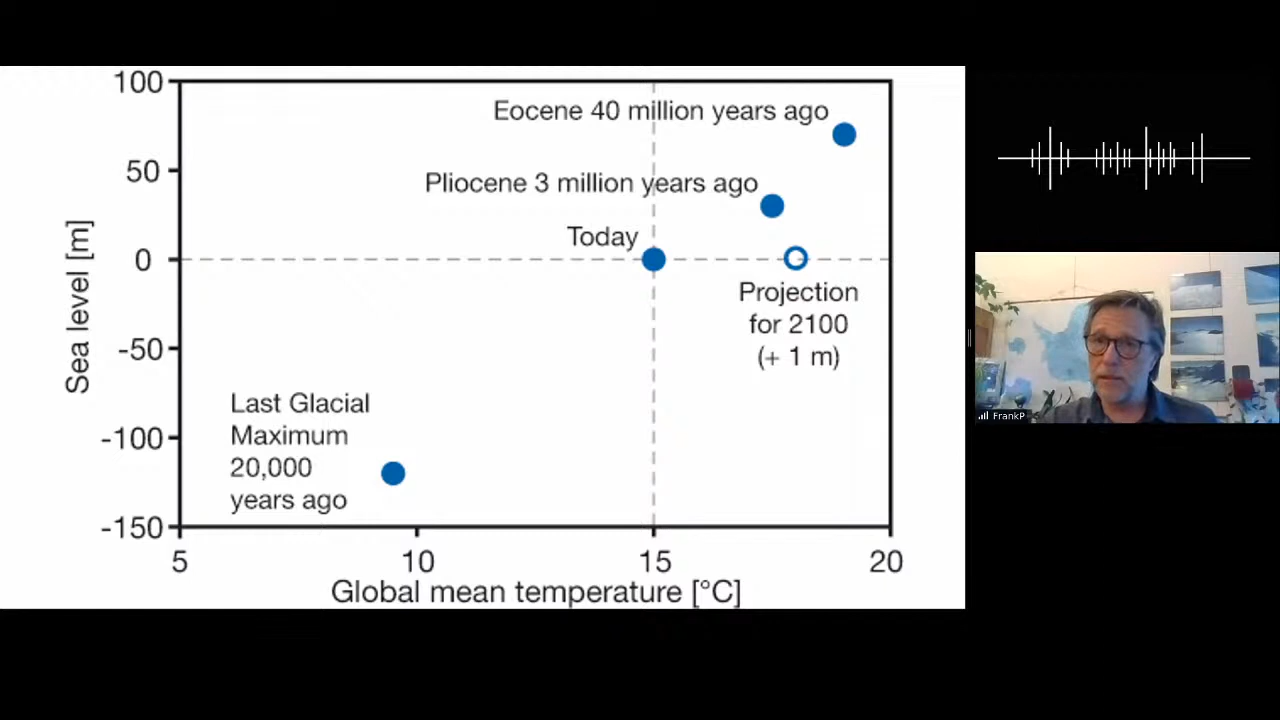 100
50
0
-50
-100
-150
Sea level [m]
Eocene 40 million years ago
Pliocene 3 million years ago
Today
Projection
for 2100
(+ 1 m)
Last Glacial
Maximum
20,000
years ago
5
10
15
20
Global mean temperature [°C]
FrankP